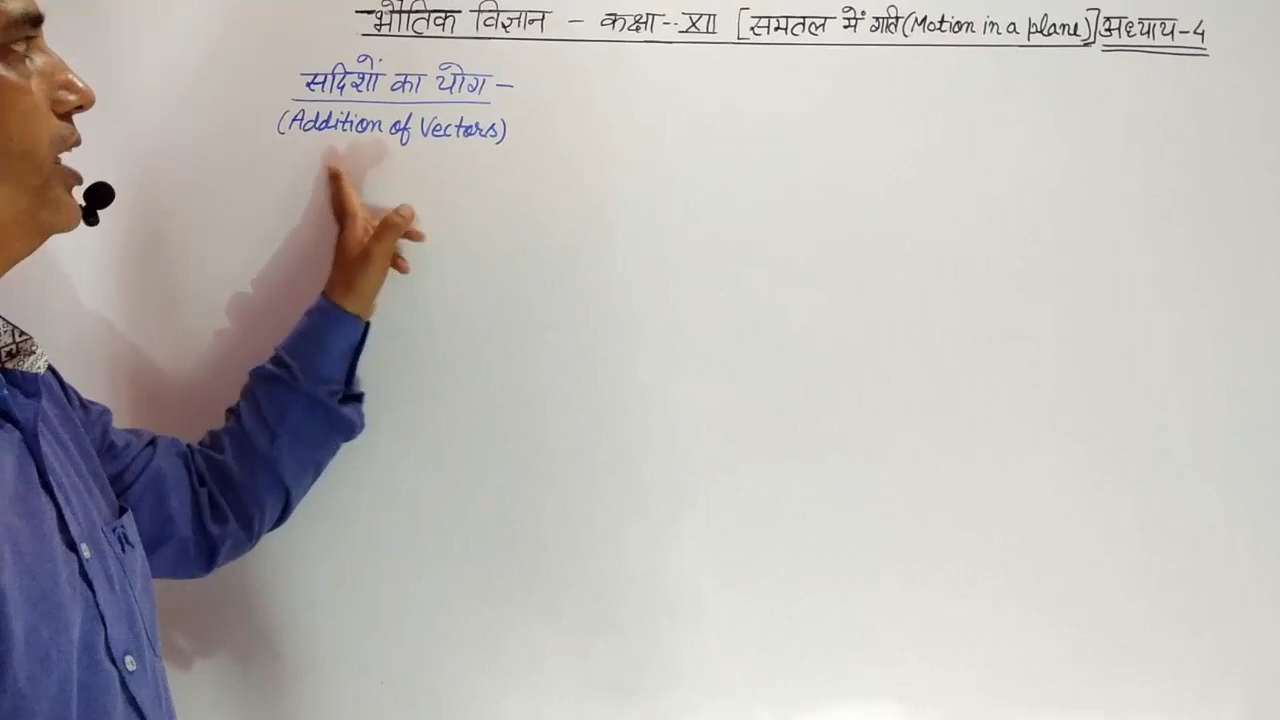 भौतिक विज्ञान - कक्षा-- XII [समतल में गति (Motion in a plane)] अध्याय-4
सदिशों का योग -
(Addition of Vectors)